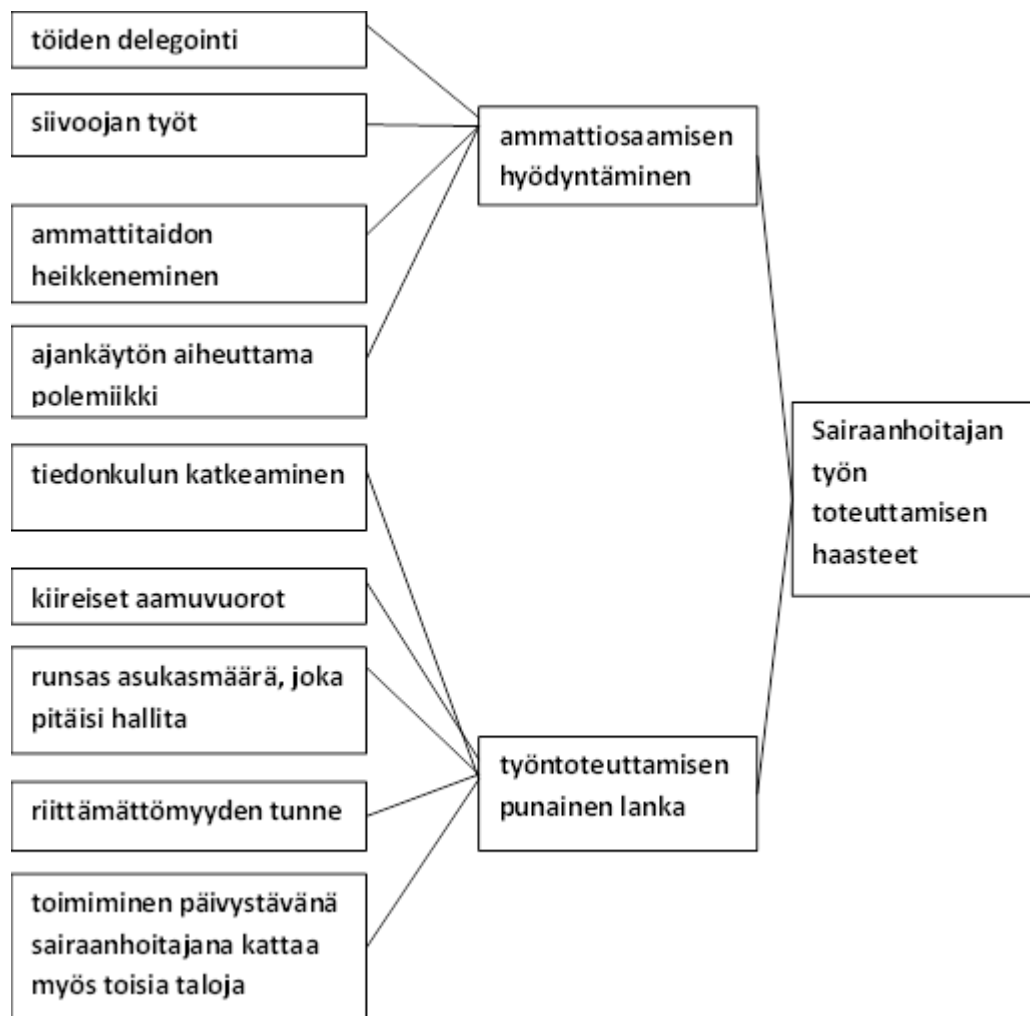 töiden delegointi
siivoojan työt
ammattitaidon
heikkeneminen
ajankäytön aiheuttama
polemiikki
tiedonkulun katkeaminen
kiireiset aamuvuorot
runsas asukasmäärä, joka
pitäisi hallita
riittämättömyyden tunne
toimiminen päivystävänä
sairaanhoitajana kattaa
myös toisia taloja
ammattiosaamisen
hyödyntäminen
työntoteuttamisen
punainen lanka
Sairaanhoitajan
työn
toteuttamisen
haasteet